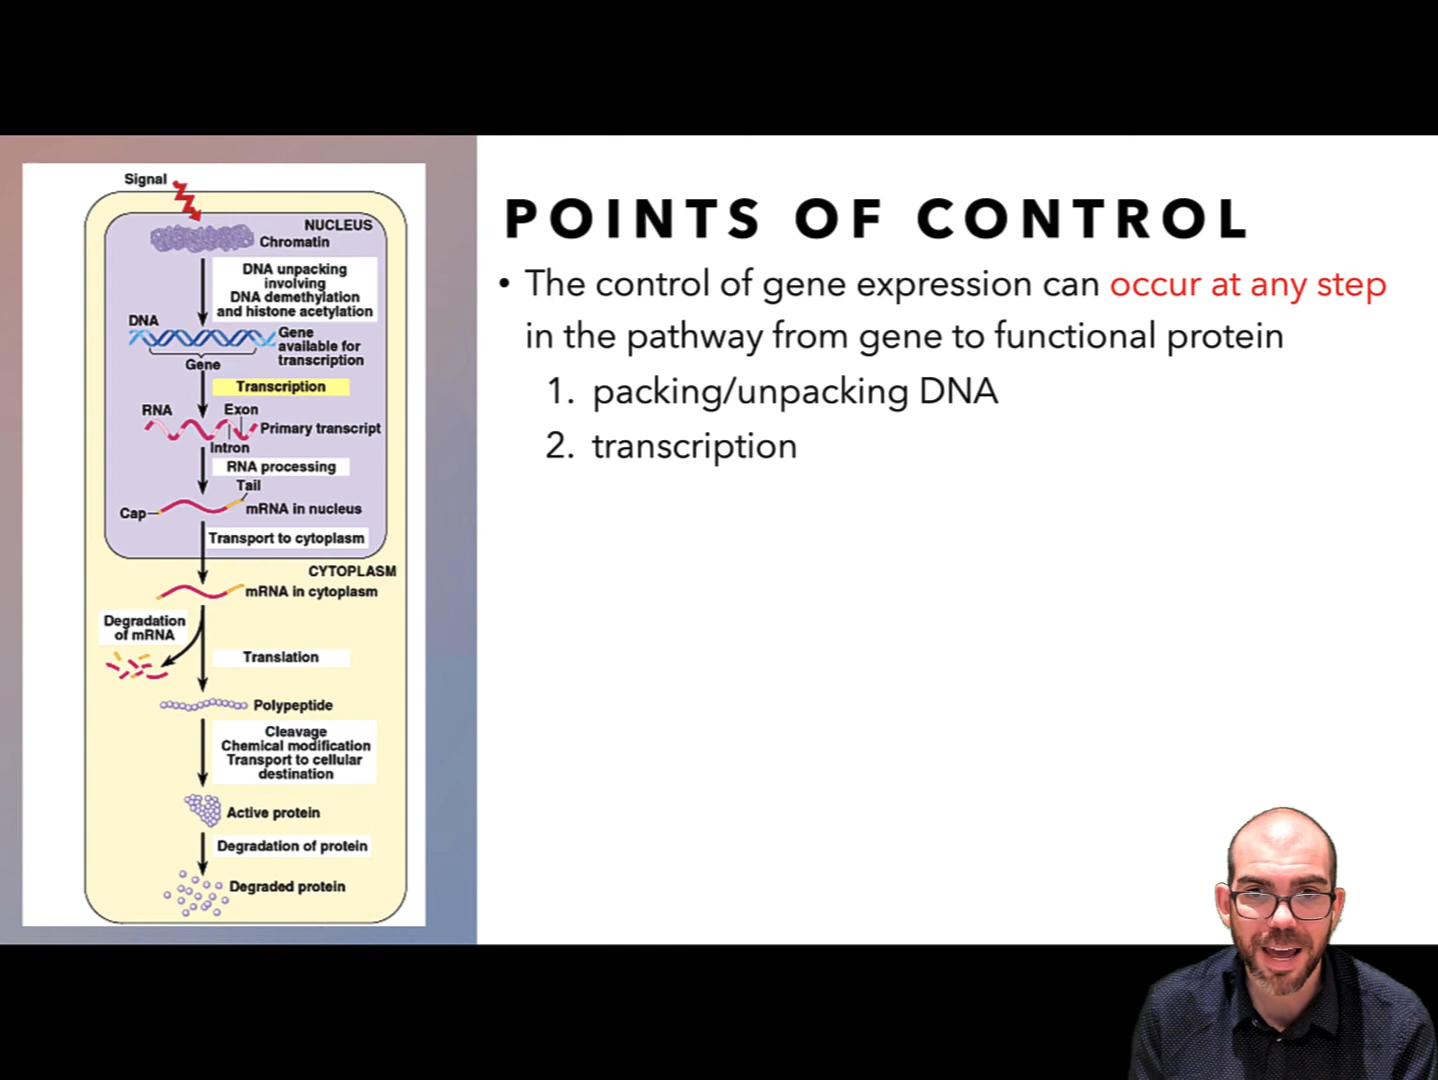 Signal
NUCLEUS
Chromatin
DNA unpacking
involving
DNA demethylation
and histone acetylation
DNA
Gene
available for
transcription
Gene
Transcription
RNA
Exon
Primary transcript
Intron
RNA processing
Tail
Cap
mRNA in nucleus
Transport to cytoplasm
CYTOPLASM
mRNA in cytoplasm
Degradation
of mRNA
Translation
Polypeptide
Cleavage
Chemical modification
Transport to cellular
destination
Active protein
Degradation of protein
Degraded protein
POINTS OF CONTROL
• The control of gene expression can occur at any step
in the pathway from gene to functional protein
1. packing/unpacking DNA
2. transcription